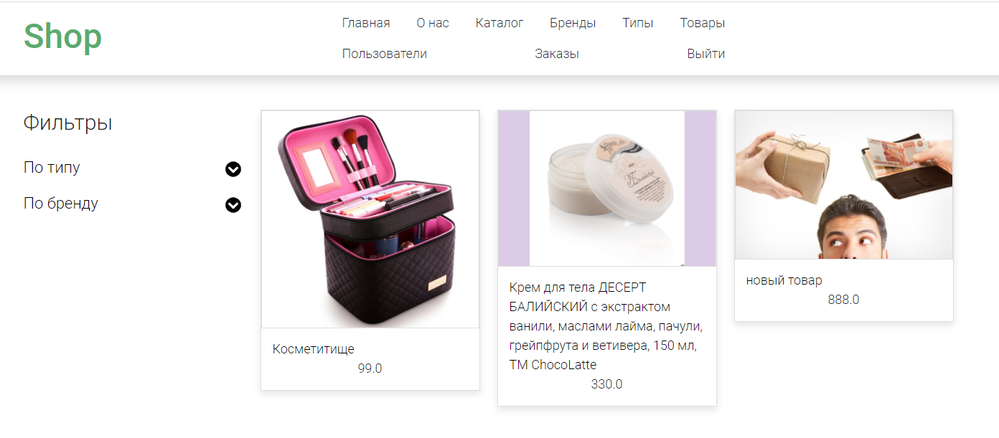 Shop
Главная О нас Каталог Бренды Типы Товары
Пользователи Заказы Выйти
Фильтры
По типу
По бренду
Косметитище
99.0
Крем для тела ДЕСЕРТ
БАЛИЙСКИЙ с экстрактом
ванили, маслами лайма, пачули,
грейпфрута и ветивера, 150 мл,
ТМ ChocoLatte
330.0
новый товар
888.0